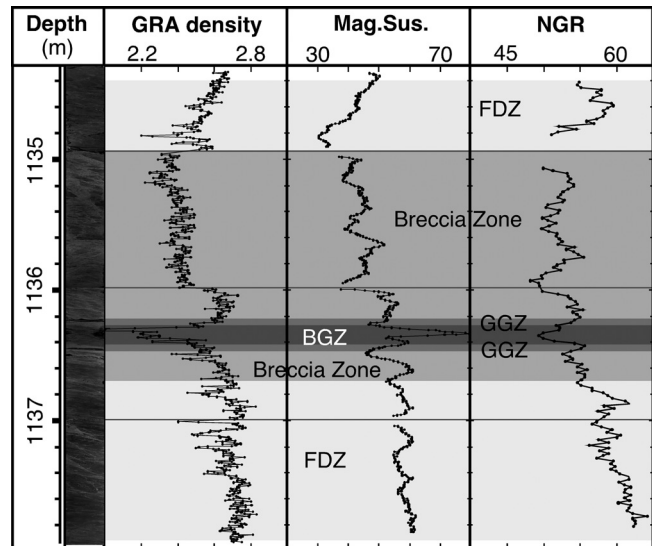 Depth GRA density Mag.Sus. NGR
(m) 2.2 2.8 30 70 45 60
FDZ
1135
Breccia Zone
1136
GGZ
BGZ
GGZ
Breccia Zone
1137
FDZ